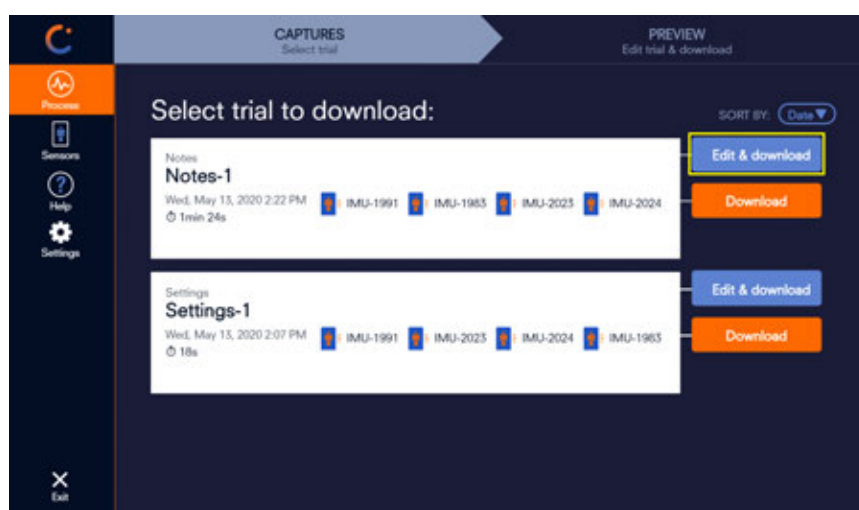 CAPTURES
Select trial
PREVIEW
Edit trial & download
Process
Sensors
Help
Settings
Exit
Select trial to download:
SORT BY: Date▼
Notes
Notes-1
Wed, May 13, 2020 2:22 PM
1min 24s
IMU-1991 IMU-1983 IMU-2023 IMU-2024
Edit & download
Download
Settings
Settings-1
Wed, May 13, 2020 2:07 PM
18s
IMU-1991 IMU-2023 IMU-2024 IMU-1983
Edit & download
Download